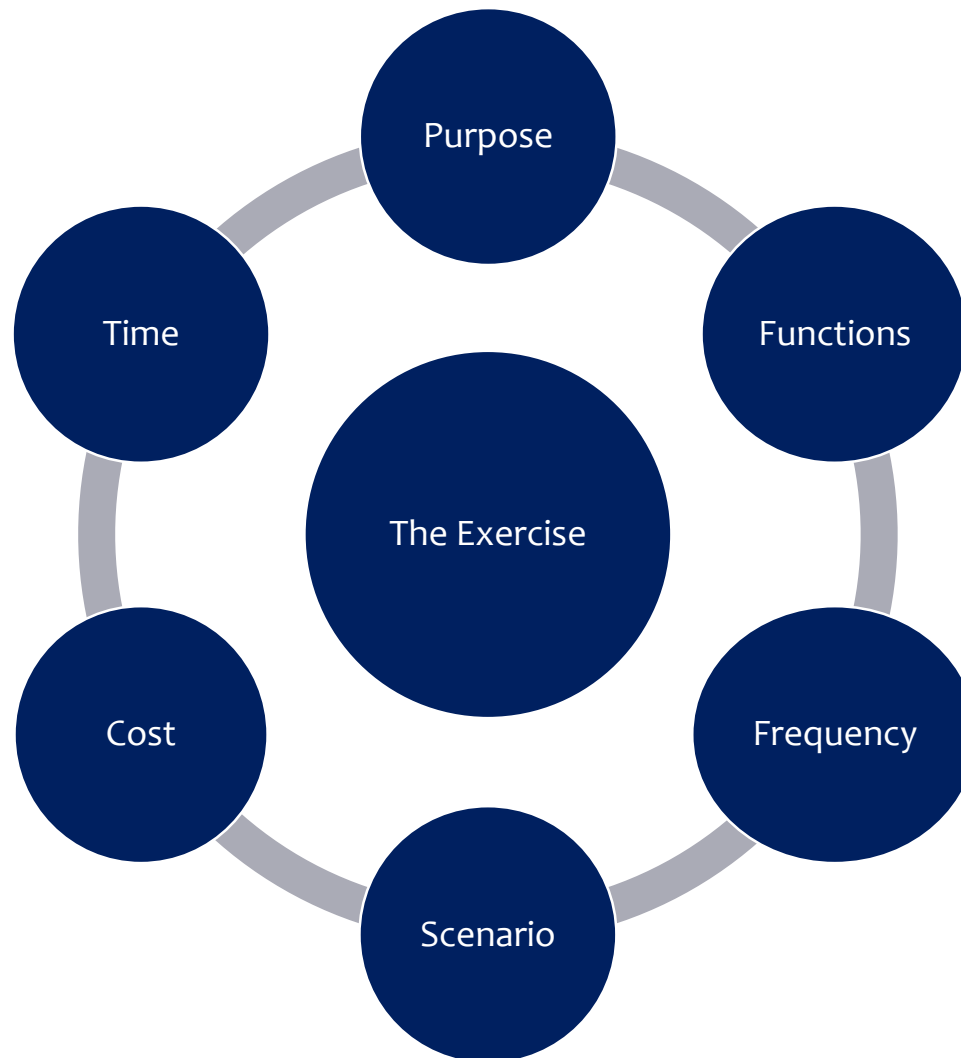 Purpose
Time
Functions
The Exercise
Cost
Frequency
Scenario